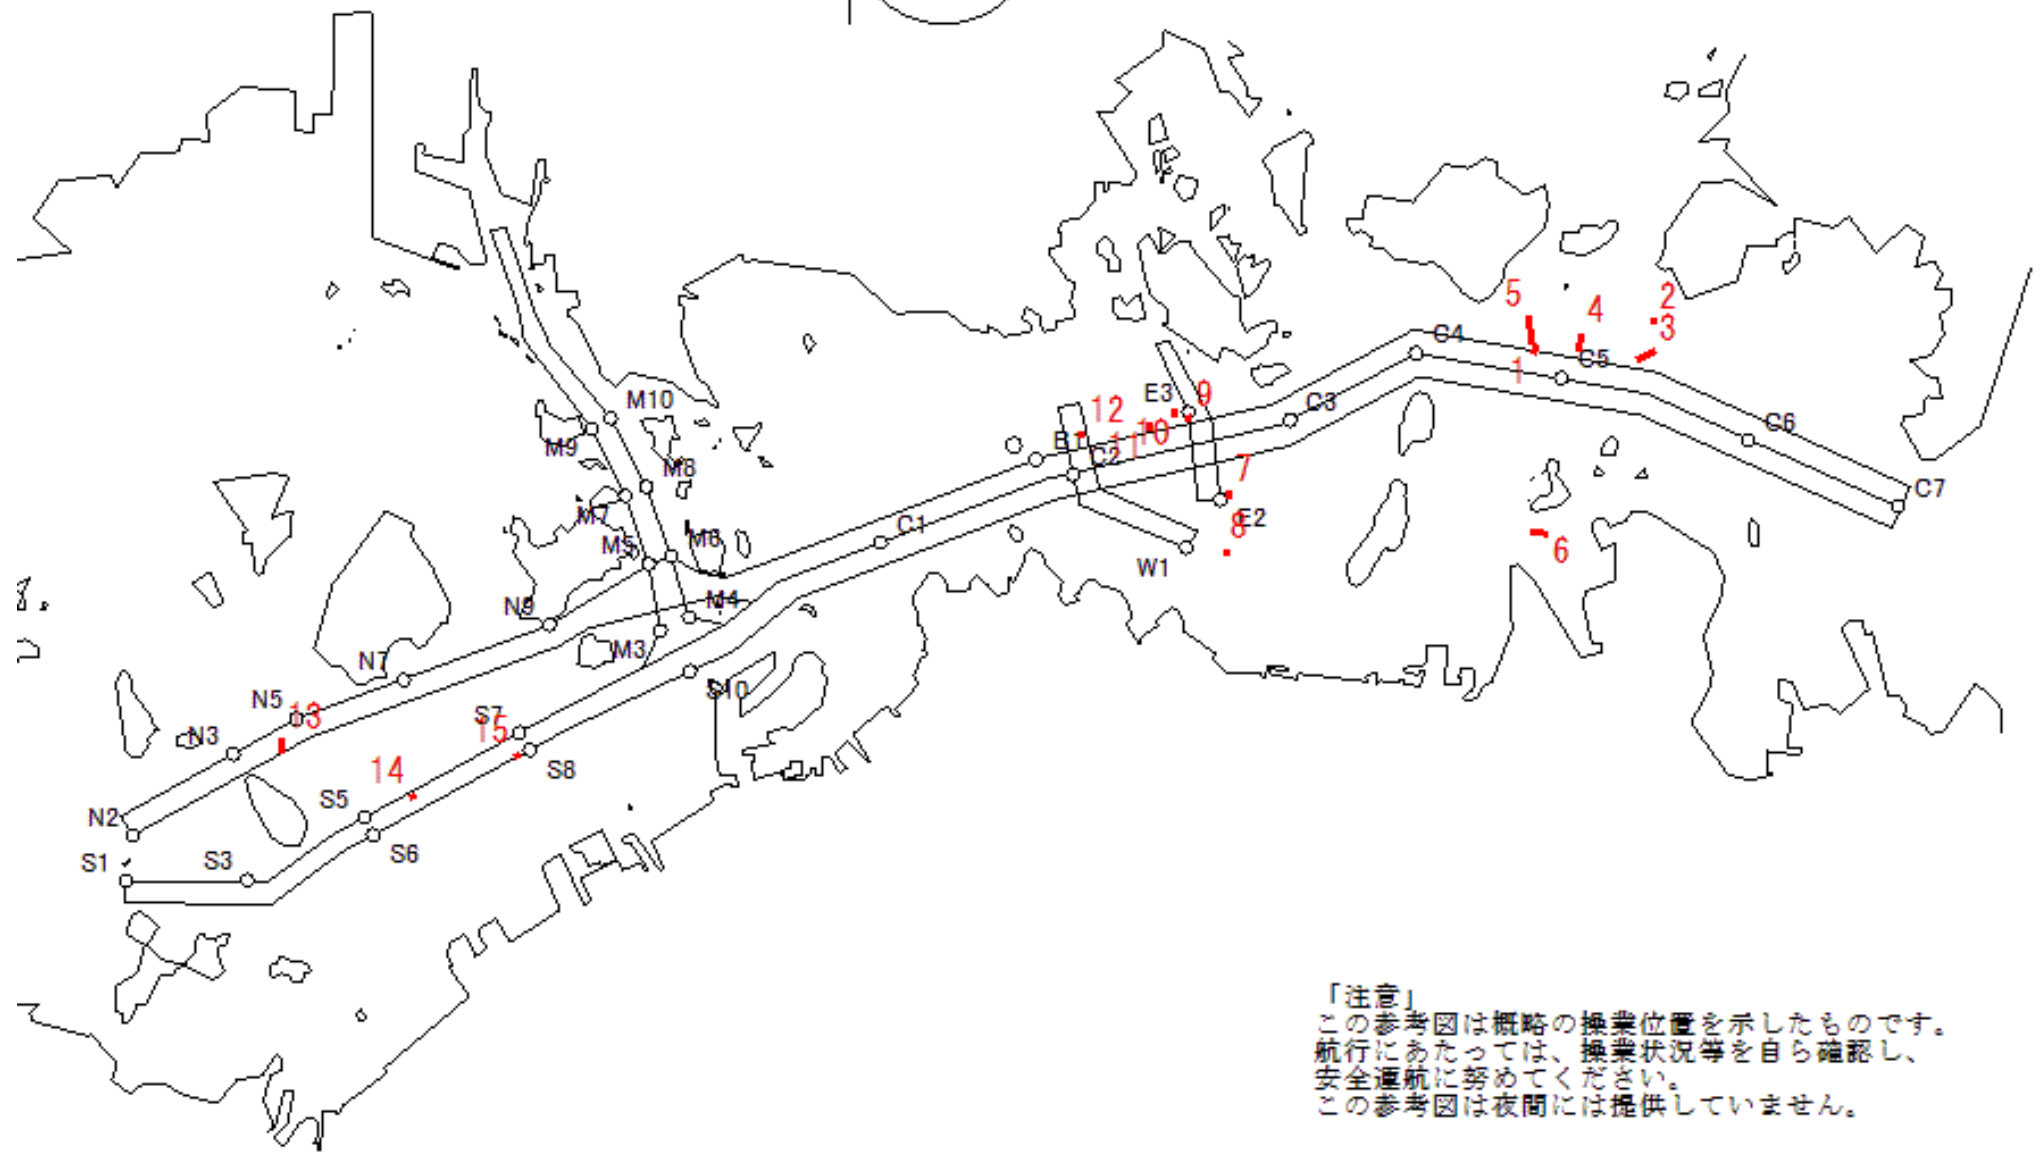 5
2
4
3
C4
C5
1
E3
9
M10
12
C3
10
11
B1
C6
M9
C2
M8
7
C7
M7
8
E2
C1
M5
M6
6
W1
N9
M4
M3
N7
S10
N5
13
S7
15
N3
S8
14
S5
N2
S6
S1
S3
「注意」
この参考図は概略の操業位置を示したものです。
航行にあたっては、操業状況等を自ら確認し、
安全運航に努めてください。
この参考図は夜間には提供していません。